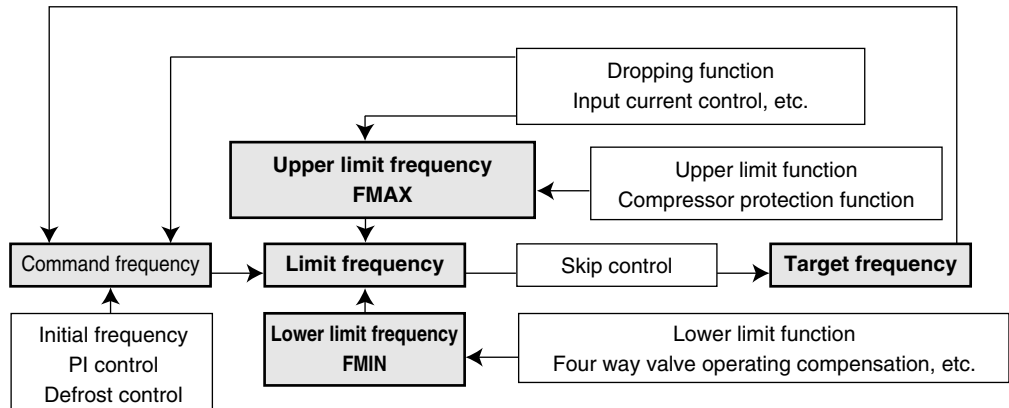 Dropping function
Input current control, etc.
Upper limit frequency
FMAX
Upper limit function
Compressor protection function
Command frequency
Limit frequency
Skip control
Target frequency
Initial frequency
PI control
Defrost control
Lower limit frequency
FMIN
Lower limit function
Four way valve operating compensation, etc.